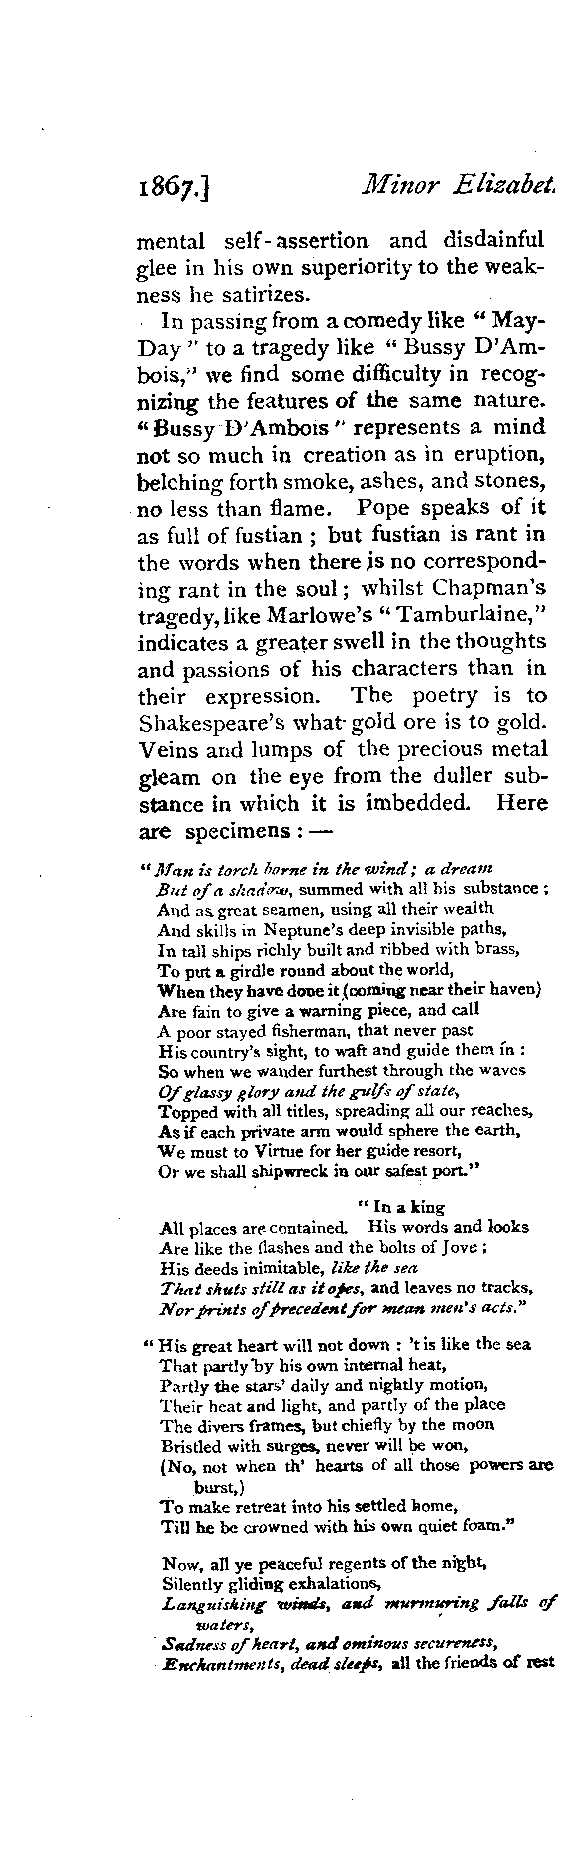 1867.] Minor Elizabet.
mental self-assertion and disdainful
glee in his own superiority to the weak-
ness he satirizes.
In passing from a comedy like “ May-
Day ” to a tragedy like “ Bussy D'Am-
bois,” we find some difficulty in recog-
nizing the features of the same nature.
“ Bussy D'Ambois ” represents a mind
not so much in creation as in eruption,
belching forth smoke, ashes, and stones,
no less than flame. Pope speaks of it
as full of fustian ; but fustian is rant in
the words when there is no correspond-
ing rant in the soul ; whilst Chapman's
tragedy, like Marlowe's “ Tamburlaine,”
indicates a greater swell in the thoughts
and passions of his characters than in
their expression. The poetry is to
Shakespeare's what gold ore is to gold.
Veins and lumps of the precious metal
gleam on the eye from the duller sub-
stance in which it is imbedded. Here
are specimens : —
“ Man is torch borne in the wind ; a dream
But of a shadow, summed with all his substance ;
And as great seamen, using all their wealth
And skills in Neptune's deep invisible paths,
In tall ships richly built and ribbed with brass,
To put a girdle round about the world,
When they have done it (coming near their haven)
Are fain to give a warning piece, and call
A poor stayed fisherman, that never past
His country's sight, to waft and guide them in :
So when we wander furthest through the waves
Of glassy glory and the gulfs of state,
Topped with all titles, spreading all our reaches,
As if each private arm would sphere the earth,
We must to Virtue for her guide resort,
Or we shall shipwreck in our safest port.”
“ In a king
All places are contained. His words and looks
Are like the flashes and the bolts of Jove ;
His deeds inimitable, like the sea
That shuts still as it opes, and leaves no tracks,
Nor prints of precedent for mean men's acts.”
“ His great heart will not down : 't is like the sea
That partly by his own internal heat,
Partly the stars' daily and nightly motion,
Their heat and light, and partly of the place
The divers frames, but chiefly by the moon
Bristled with surges, never will be won,
(No, not when th' hearts of all those powers are
burst,)
To make retreat into his settled home,
Till he be crowned with his own quiet foam.”
Now, all ye peaceful regents of the night,
Silently gliding exhalations,
Languishing winds, and murmuring falls of
waters,
Sadness of heart, and ominous secureness,
Enchantments, dead sleeps, all the friends of rest